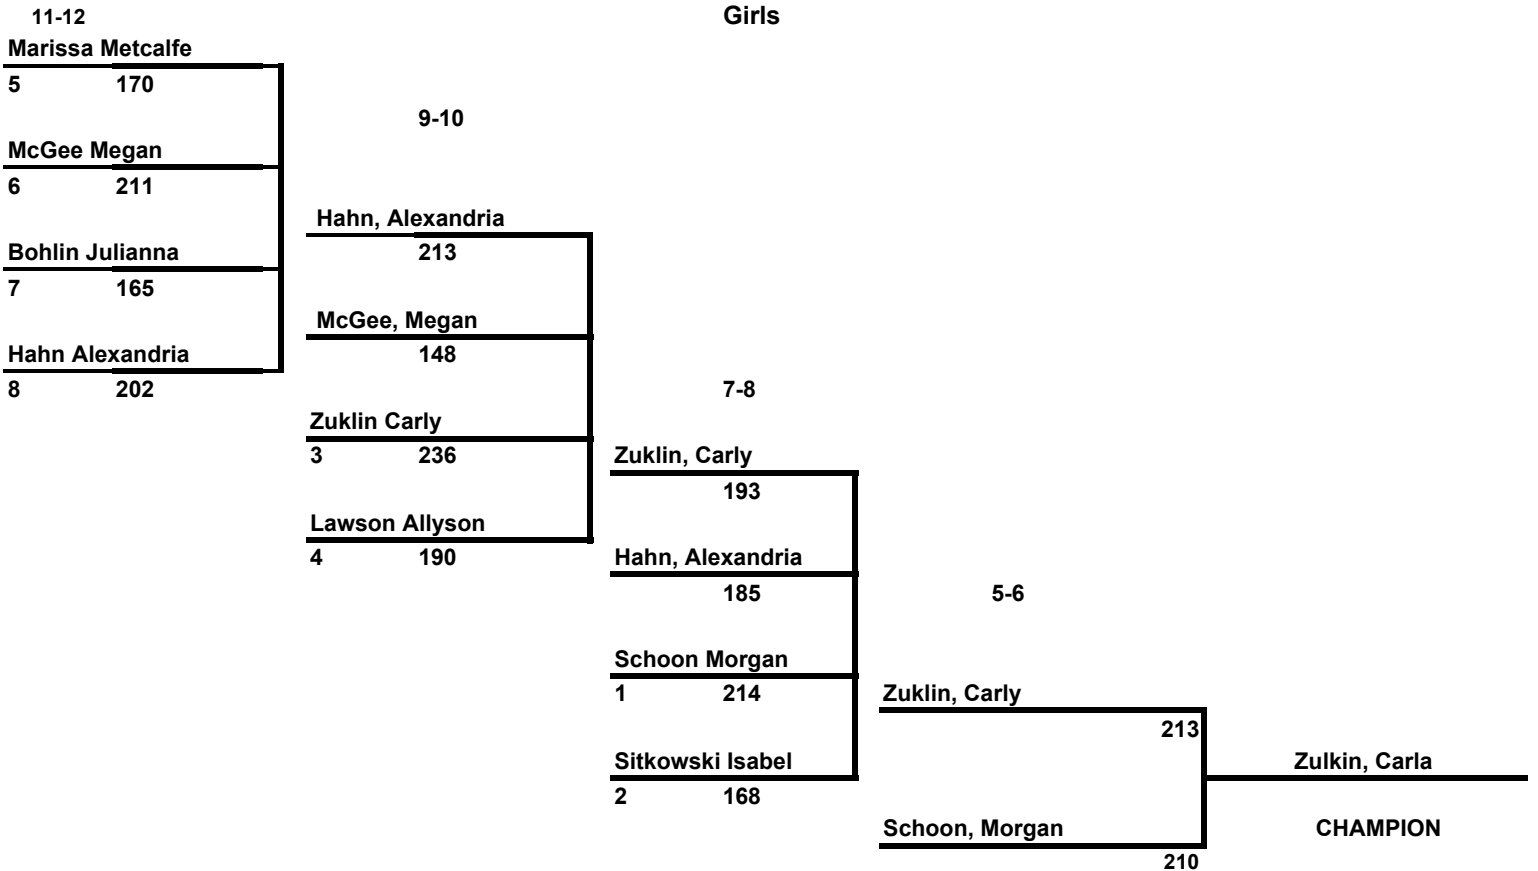 11-12
Girls
Marissa Metcalfe
5 170
9-10
McGee Megan
6 211
Hahn, Alexandria
213
Bohlin Julianna
7 165
McGee, Megan
148
Hahn Alexandria
8 202
7-8
Zuklin Carly
3 236
Zuklin, Carly
193
Lawson Allyson
4 190
Hahn, Alexandria
185
5-6
Schoon Morgan
1 214
Zuklin, Carly
213
Sitkowski Isabel
2 168
Zulkin, Carla
Schoon, Morgan
210
CHAMPION